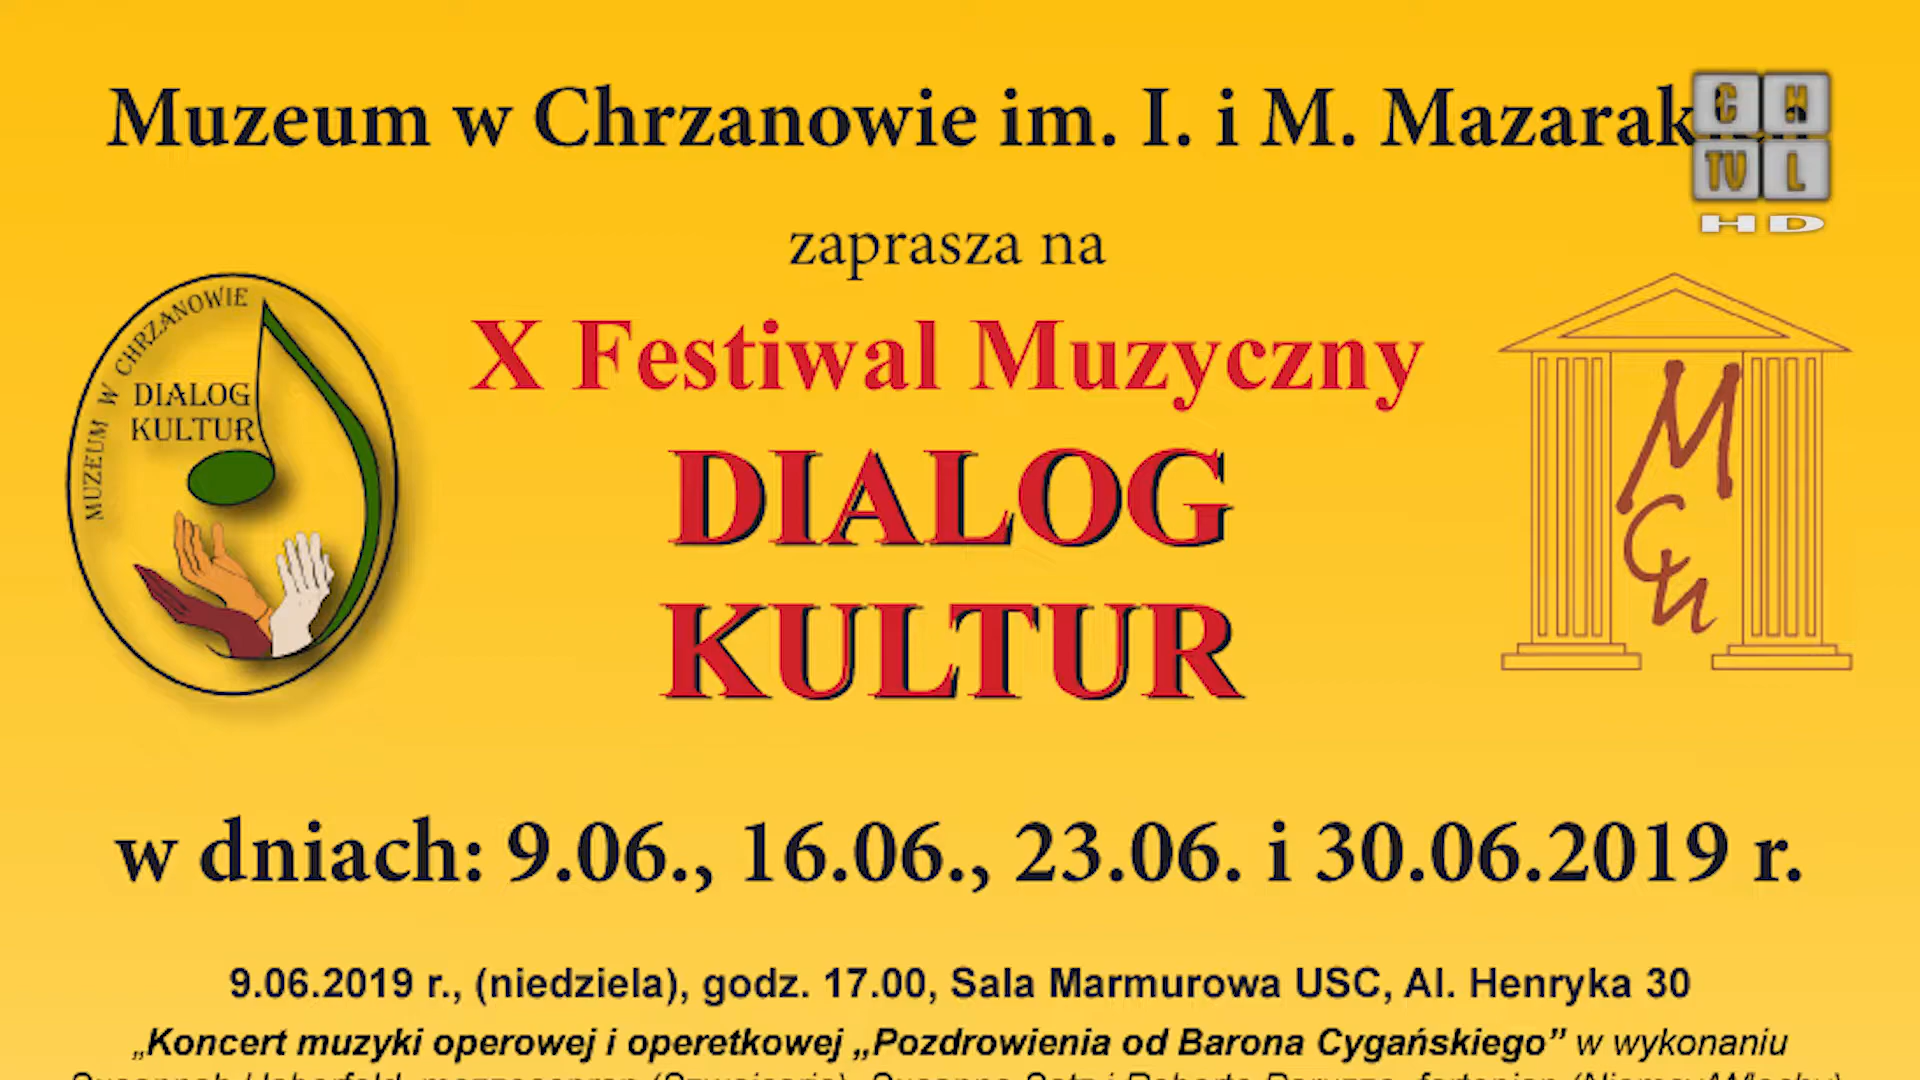 Muzeum w Chrzanowie im. I. i M.
C H
TV L
HD
zaprasza na
X Festiwal Muzyczny
DIALOG
KULTUR
MUZEUM W CHRZANOWIE
DIALOG
KULTUR
MCh
w dniach: 9.06., 16.06., 23.06. i 30.06.2019 r.
9.06.2019 r., (niedziela), godz. 17.00, Sala Marmurowa USC, Al. Henryka 30
„Koncert muzyki operowej i operetkowej „Pozdrowienia od Barona Cygańskiego” w wykonaniu